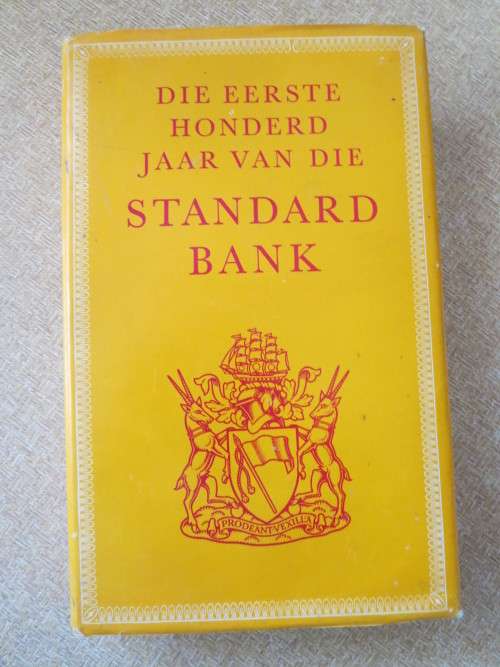 DIE EERSTE
HONDERD
JAAR VAN DIE
STANDARD
BANK
PRODEANT·VEXILLA